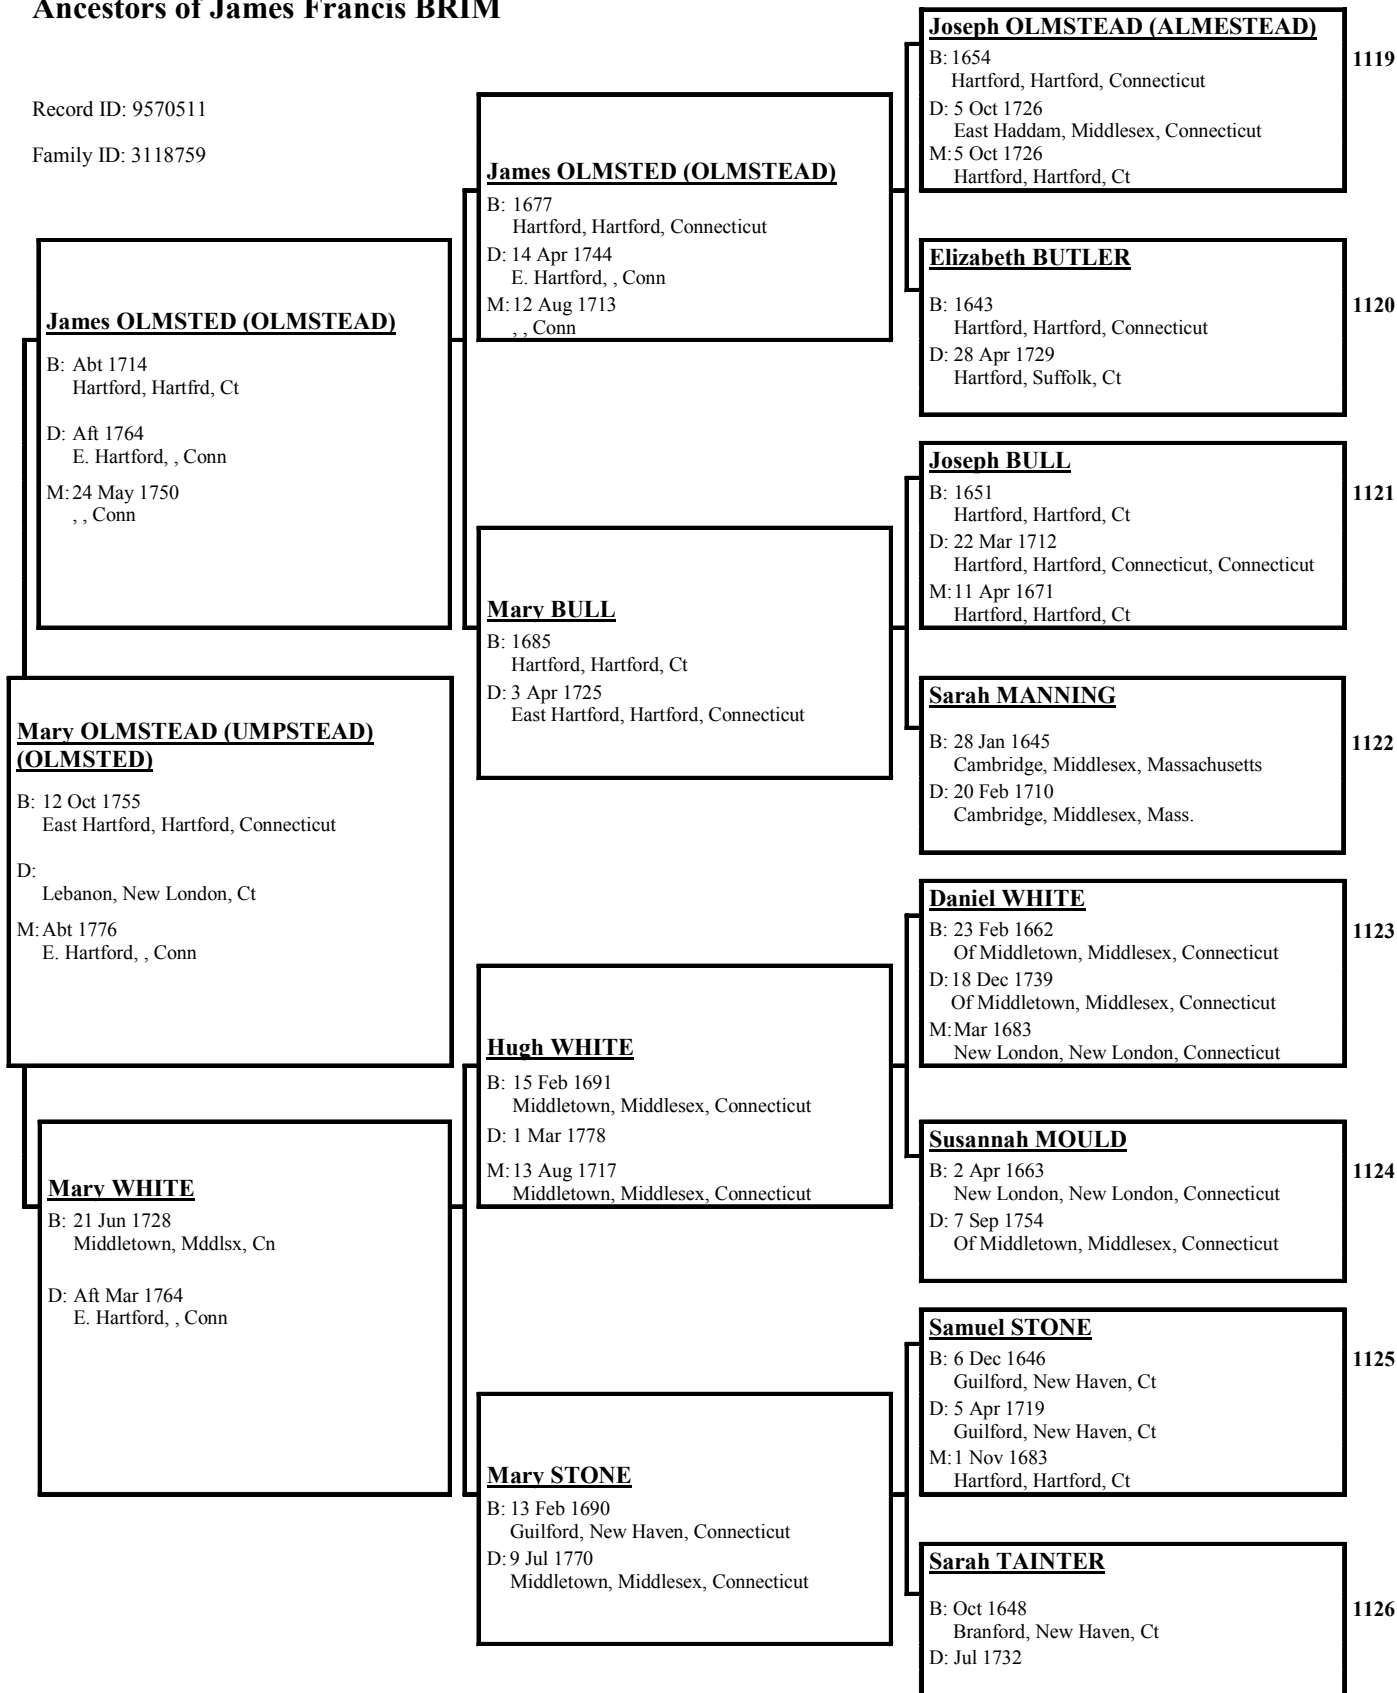 Ancestors of James Francis BRIM
Record ID: 9570511
Family ID: 3118759
Mary OLMSTEAD (UMPSTEAD)
(OLMSTED)
B: 12 Oct 1755
East Hartford, Hartford, Connecticut
D:
Lebanon, New London, Ct
M: Abt 1776
E. Hartford, , Conn
James OLMSTED (OLMSTEAD)
B: Abt 1714
Hartford, Hartfrd, Ct
D: Aft 1764
E. Hartford, , Conn
M: 24 May 1750
, , Conn
Mary WHITE
B: 21 Jun 1728
Middletown, Mddlsx, Cn
D: Aft Mar 1764
E. Hartford, , Conn
James OLMSTED (OLMSTEAD)
B: 1677
Hartford, Hartford, Connecticut
D: 14 Apr 1744
E. Hartford, , Conn
M: 12 Aug 1713
, , Conn
Mary BULL
B: 1685
Hartford, Hartford, Ct
D: 3 Apr 1725
East Hartford, Hartford, Connecticut
Hugh WHITE
B: 15 Feb 1691
Middletown, Middlesex, Connecticut
D: 1 Mar 1778
M: 13 Aug 1717
Middletown, Middlesex, Connecticut
Mary STONE
B: 13 Feb 1690
Guilford, New Haven, Connecticut
D: 9 Jul 1770
Middletown, Middlesex, Connecticut
Joseph OLMSTEAD (ALMESTEAD)
B: 1654
1119
Hartford, Hartford, Connecticut
D: 5 Oct 1726
East Haddam, Middlesex, Connecticut
M: 5 Oct 1726
Hartford, Hartford, Ct
Elizabeth BUTLER
B: 1643
1120
Hartford, Hartford, Connecticut
D: 28 Apr 1729
Hartford, Suffolk, Ct
Joseph BULL
B: 1651
1121
Hartford, Hartford, Ct
D: 22 Mar 1712
Hartford, Hartford, Connecticut, Connecticut
M: 11 Apr 1671
Hartford, Hartford, Ct
Sarah MANNING
B: 28 Jan 1645
1122
Cambridge, Middlesex, Massachusetts
D: 20 Feb 1710
Cambridge, Middlesex, Mass.
Daniel WHITE
B: 23 Feb 1662
1123
Of Middletown, Middlesex, Connecticut
D: 18 Dec 1739
Of Middletown, Middlesex, Connecticut
M: Mar 1683
New London, New London, Connecticut
Susannah MOULD
B: 2 Apr 1663
1124
New London, New London, Connecticut
D: 7 Sep 1754
Of Middletown, Middlesex, Connecticut
Samuel STONE
B: 6 Dec 1646
1125
Guilford, New Haven, Ct
D: 5 Apr 1719
Guilford, New Haven, Ct
M: 1 Nov 1683
Hartford, Hartford, Ct
Sarah TAINTER
B: Oct 1648
1126
Branford, New Haven, Ct
D: Jul 1732